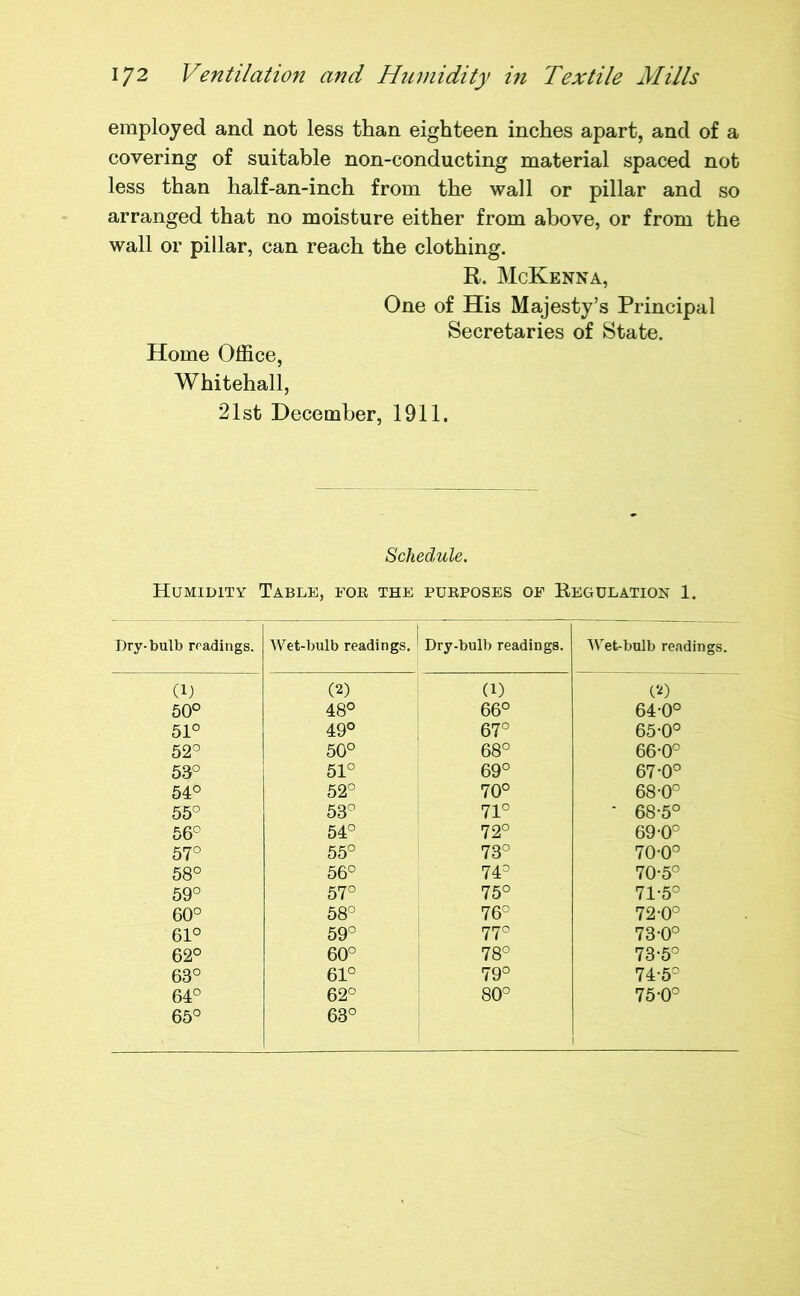 172 Ventilation and Humidity in Textile Mills
employed and not less than eighteen inches apart, and of a
covering of suitable non-conducting material spaced not
less than half-an-inch from the wall or pillar and so
arranged that no moisture either from above, or from the
wall or pillar, can reach the clothing.
R. McKenna,
One of His Majesty's Principal
Secretaries of State.
Home Office,
Whitehall,
21st December, 1911.
Schedule.
Humidity Table, for the purposes of Regulation 1.
Dry-bulb readings. Wet-bulb readings. Dry-bulb readings. Wet-bulb readings.
(1) (2) (1) (2)
50° 48° 66° 64·0°
51° 49° 67° 65·0°
52° 50° 68° 66·0°
53° 51° 69° 67·0°
54° 52° 70° 68·0°
55° 53° 71° 68·5°
56° 54° 72° 69·0°
57° 55° 73° 70·0°
58° 56° 74° 70·5°
59° 57° 75° 71·5°
60° 58° 76° 72·0°
61° 59° 77° 73·0°
62° 60° 78° 73·5°
63° 61° 79° 74·5°
64° 62° 80° 75·0°
65° 63°